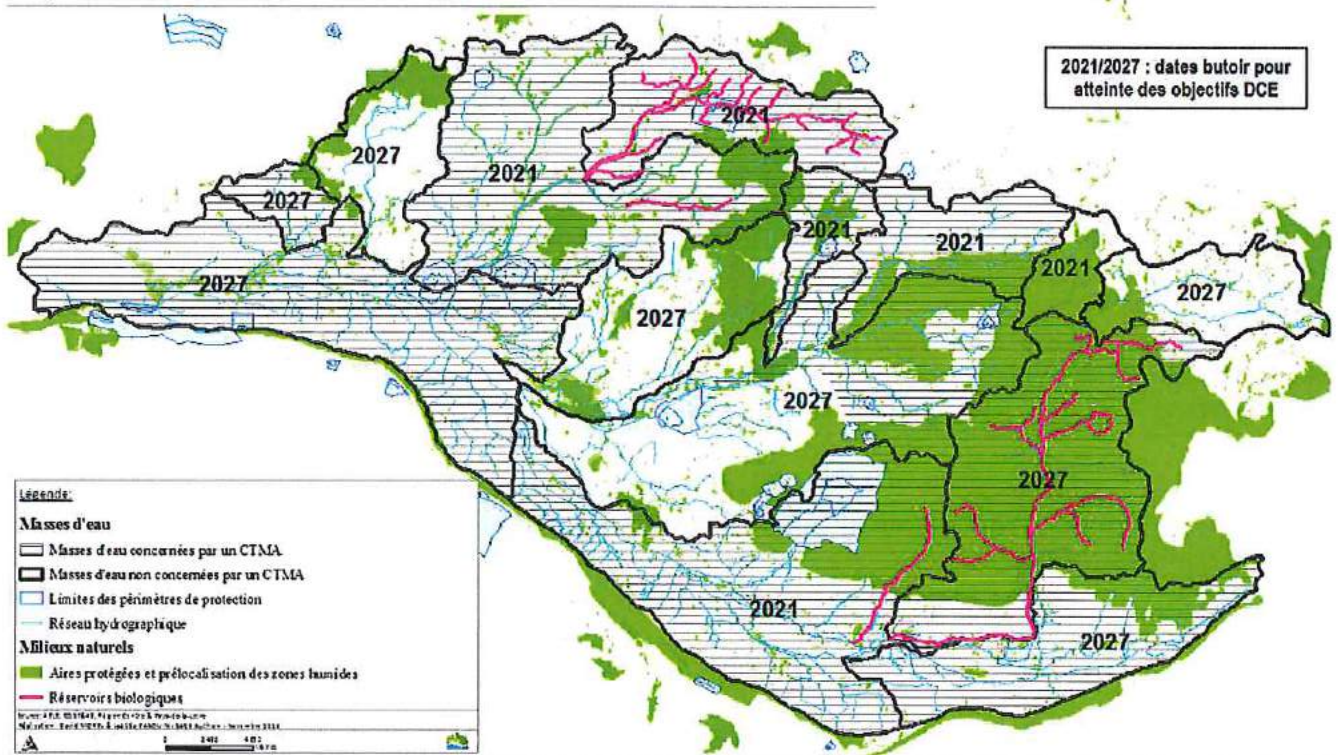 2021/2027 : dates butoir pour
atteinte des objectifs DCE
2021
2027
2021
2027
2021
2021
2021
2027
2027
2027
2027
2027
2021
2027
Légende:
Masses d'eau
Masses d'eau concernées par un CTMA
Masses d'eau non concernées par un CTMA
Limites des périmètres de protection
Réseau hydrographique
Milieux naturels
Aires protégées et prélocalisation des zones humides
Réservoirs biologiques